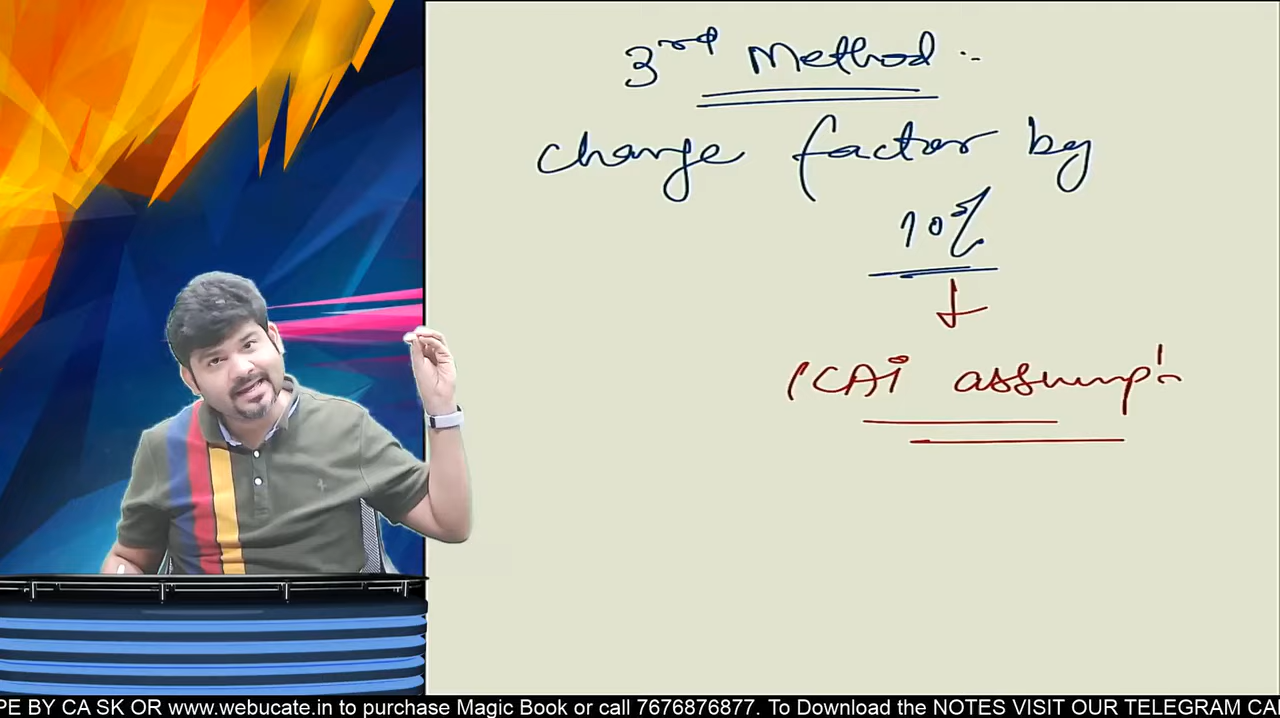 3rd Method :-
change factor by
10%
ICAI assump'n
PE BY CA SK OR www.webucate.in to purchase Magic Book or call 7676876877. To Download the NOTES VISIT OUR TELEGRAM CA